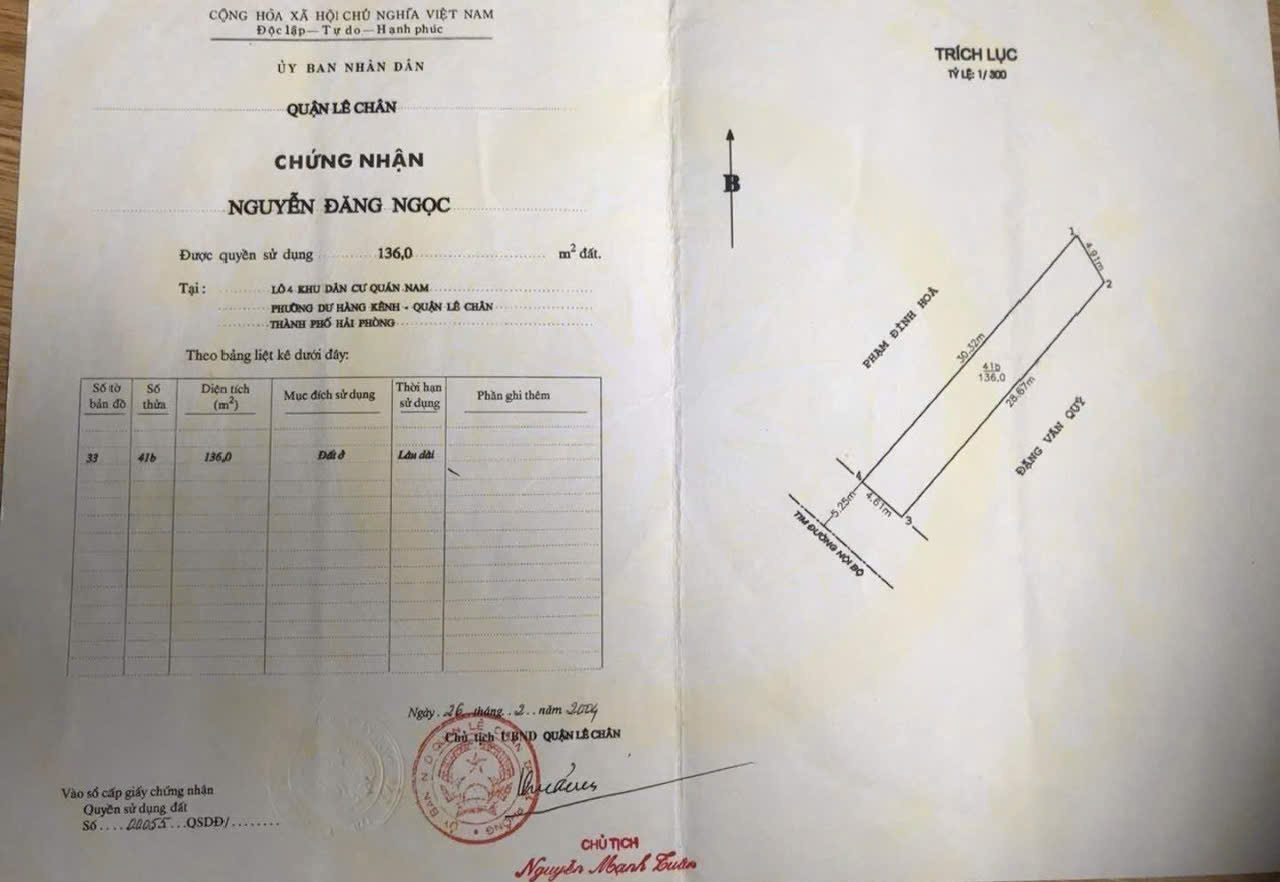 CỘNG HÒA XÃ HỘI CHỦ NGHĨA VIỆT NAM
Độc lập — Tự do — Hạnh phúc
ỦY BAN NHÂN DÂN
QUẬN LÊ CHÂN
CHỨNG NHẬN
NGUYỄN ĐĂNG NGỌC
Được quyền sử dụng 136,0 m² đất.
Tại : LÔ 4 KHU DÂN CƯ QUÁN NAM
PHƯỜNG DƯ HÀNG KÊNH - QUẬN LÊ CHÂN
THÀNH PHỐ HẢI PHÒNG
Theo bảng liệt kê dưới đây:
Số tờ bản đồ Số thửa Diện tích (m²) Mục đích sử dụng Thời hạn sử dụng Phần ghi thêm
33 41b 136,0 Đất ở Lâu dài
Ngày. 26 tháng. 2.. năm 2004
Chủ tịch UBND QUẬN LÊ CHÂN
Vào sổ cấp giấy chứng nhận
Quyền sử dụng đất
Số....00055...QSDĐ/........
CHỦ TỊCH
Nguyễn Mạnh Tuấn
TRÍCH LỤC
TỶ LỆ: 1/ 300
B
1
4.91m
2
PHẠM ĐÌNH HOÀ
30.32m
41b
136,0
28.67m
ĐẶNG VĂN QUÝ
4
5.25m
4.61m
3
TIM ĐƯỜNG NỘI BỘ